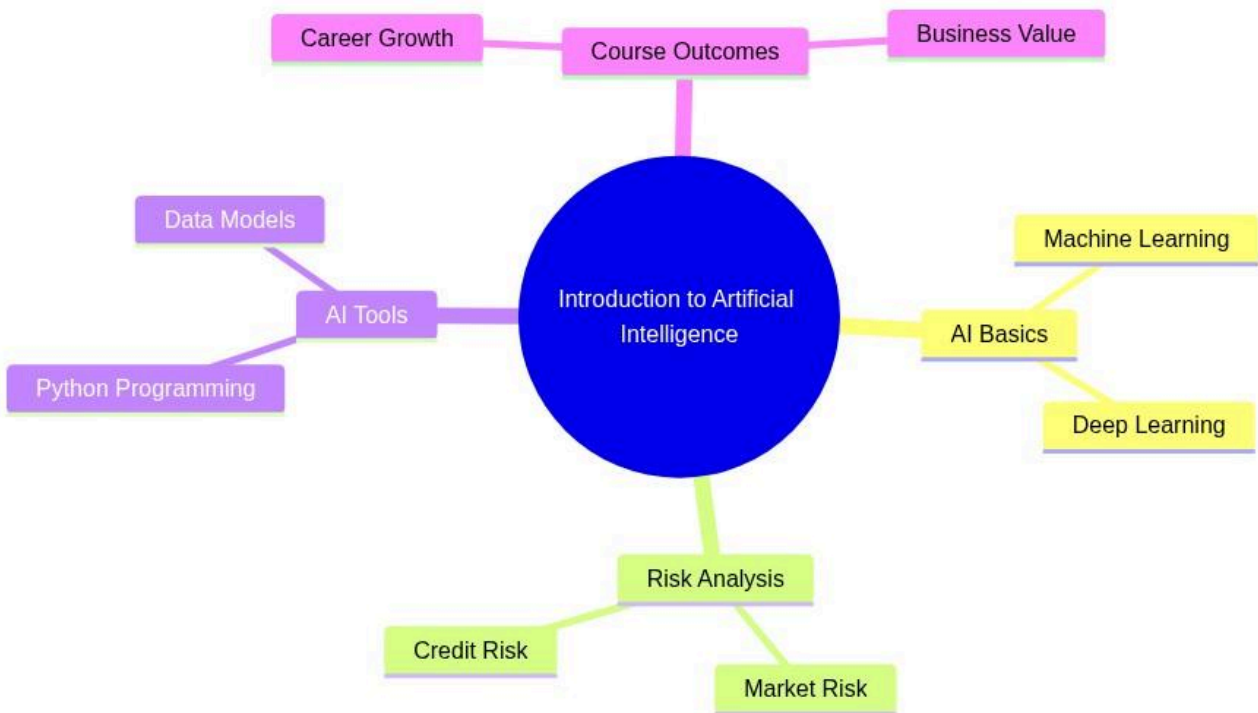 Career Growth
Course Outcomes
Business Value
Data Models
Machine Learning
Introduction to Artificial
Intelligence
AI Tools
AI Basics
Python Programming
Deep Learning
Risk Analysis
Credit Risk
Market Risk